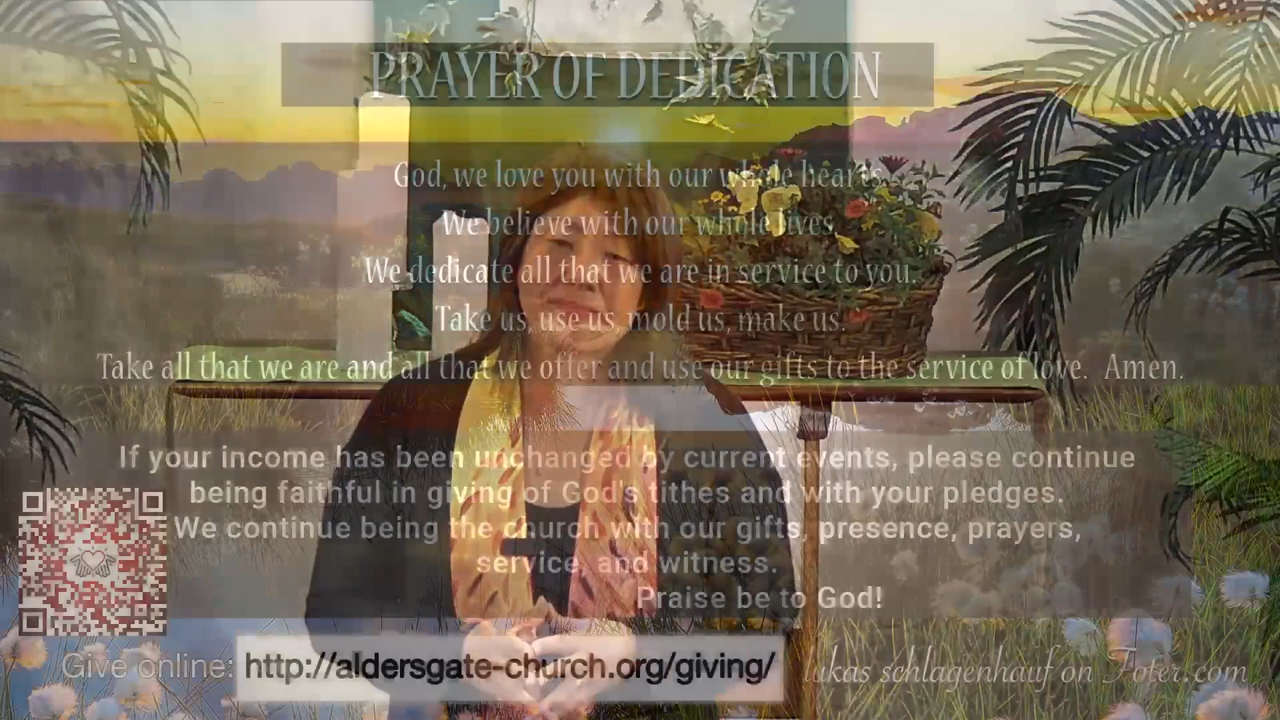 PRAYER OF DEDICATION
God, we love you with our whole hearts.
We believe with our whole lives.
We dedicate all that we are in service to you.
Take us, use us, mold us, make us.
Take all that we are and all that we offer and use our gifts to the service of love. Amen.
If your income has been unchanged by current events, please continue
being faithful in giving of God's tithes and with your pledges.
We continue being the church with our gifts, presence, prayers,
service, and witness.
Praise be to God!
Give online: http://aldersgate-church.org/giving/
lukas schlagenhauf on Foter.com